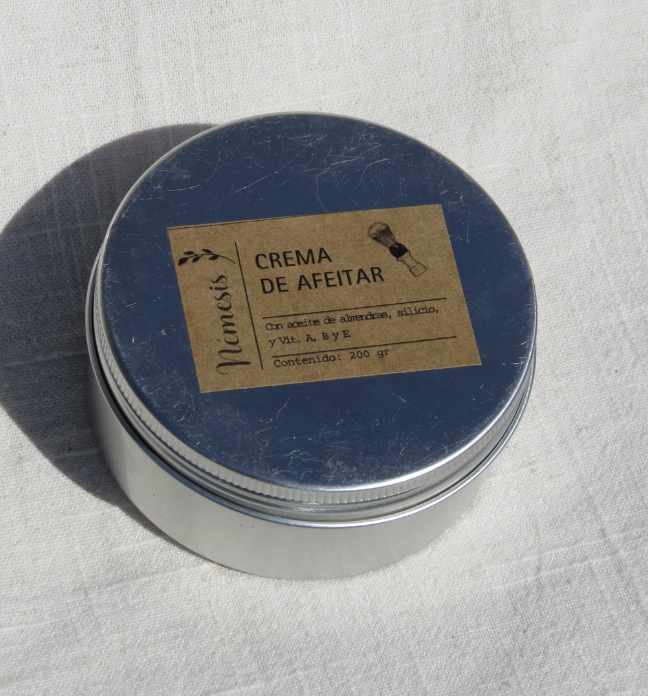 Némesis
CREMA
DE AFEITAR
Con aceite de almendras, silicio,
y Vit. A, B y E
Contenido: 200 gr